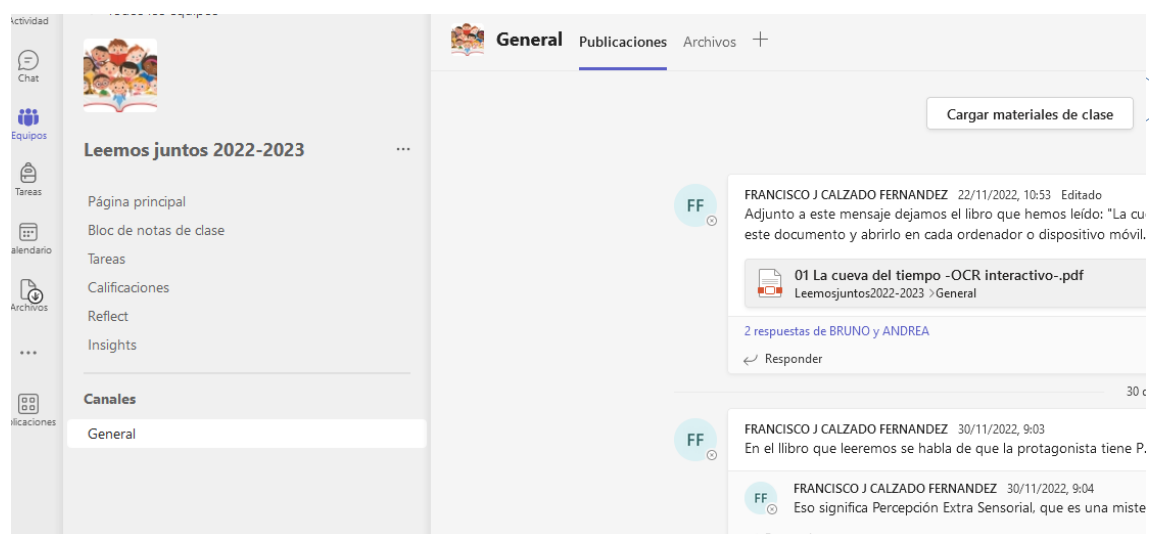 Actividad
Chat
Equipos
Tareas
alendario
Archivos
licaciones
Leemos juntos 2022-2023
Página principal
Bloc de notas de clase
Tareas
Calificaciones
Reflect
Insights
Canales
General
General Publicaciones Archivos
Cargar materiales de clase
FF
FRANCISCO J CALZADO FERNANDEZ 22/11/2022, 10:53 Editado
Adjunto a este mensaje dejamos el libro que hemos leído: "La cu
este documento y abrirlo en cada ordenador o dispositivo móvil.
01 La cueva del tiempo -OCR interactivo-.pdf
Leemosjuntos2022-2023 >General
2 respuestas de BRUNO y ANDREA
Responder
30
FF
FRANCISCO J CALZADO FERNANDEZ 30/11/2022, 9:03
En el llibro que leeremos se habla de que la protagonista tiene P.
FF
FRANCISCO J CALZADO FERNANDEZ 30/11/2022, 9:04
Eso significa Percepción Extra Sensorial, que es una miste